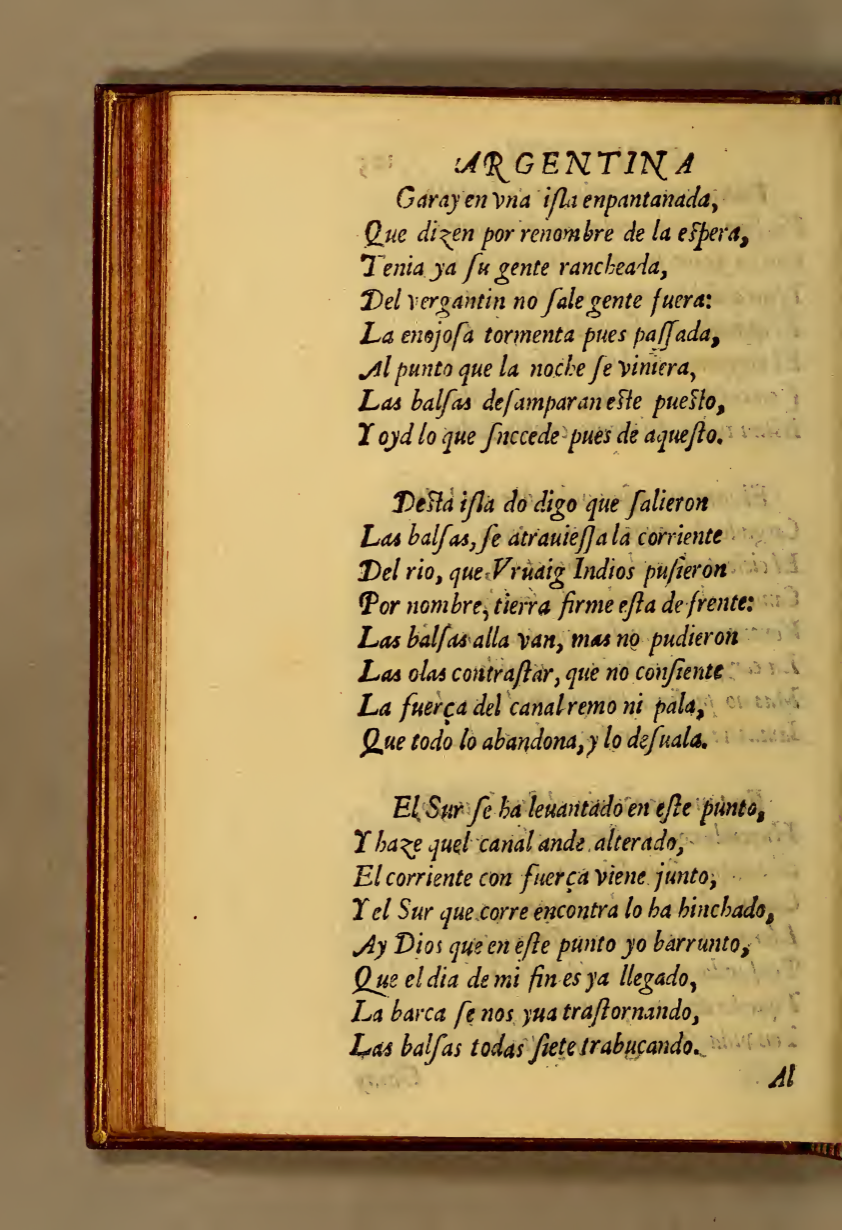 ARGENTINA
Garay en vna iſla enpantanada,
Que dizen por renombre de la eſpera,
Tenia ya ſu gente rancheada,
Del vergantin no ſale gente fuera:
La enojoſa tormenta pues paſſada,
Al punto que la noche ſe viniera,
Las balſas deſamparan eſte pueſto,
Y oyd lo que ſnccede pues de aqueſto.
Deſta iſla do digo que ſalieron
Las balſas, ſe atrauieſſa la corriente
Del rio, que Vruaig Indios puſieron
Por nombre, tierra firme eſta de frente:
Las balſas alla van, mas no pudieron
Las olas contraſtar, que no conſiente
La fuerça del canal remo ni pala,
Que todo lo abandona, y lo deſuala.
El Sur ſe ha leuantado en eſte punto,
Y haze quel canal ande alterado,
El corriente con fuerça viene junto,
Y el Sur que corre encontra lo ha hinchado,
Ay Dios que en eſte punto yo barrunto,
Que el dia de mi fin es ya llegado,
La barca ſe nos yua traſtornando,
Las balſas todas ſiete trabucando.
Al